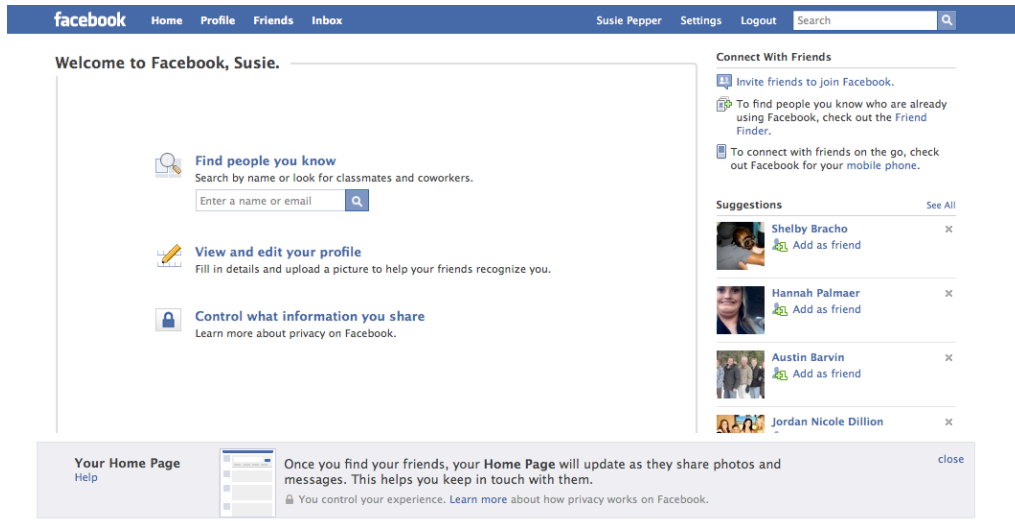 facebook Home Profile Friends Inbox Susie Pepper Settings Logout Search
Welcome to Facebook, Susie.
Find people you know
Search by name or look for classmates and coworkers.
Enter a name or email
View and edit your profile
Fill in details and upload a picture to help your friends recognize you.
Control what information you share
Learn more about privacy on Facebook.
Connect With Friends
Invite friends to join Facebook.
To find people you know who are already
using Facebook, check out the Friend
Finder.
To connect with friends on the go, check
out Facebook for your mobile phone.
Suggestions See All
Shelby Bracho
Add as friend
Hannah Palmaer
Add as friend
Austin Barvin
Add as friend
Jordan Nicole Dillion
Your Home Page
Help
Once you find your friends, your Home Page will update as they share photos and
messages. This helps you keep in touch with them.
You control your experience. Learn more about how privacy works on Facebook.
close